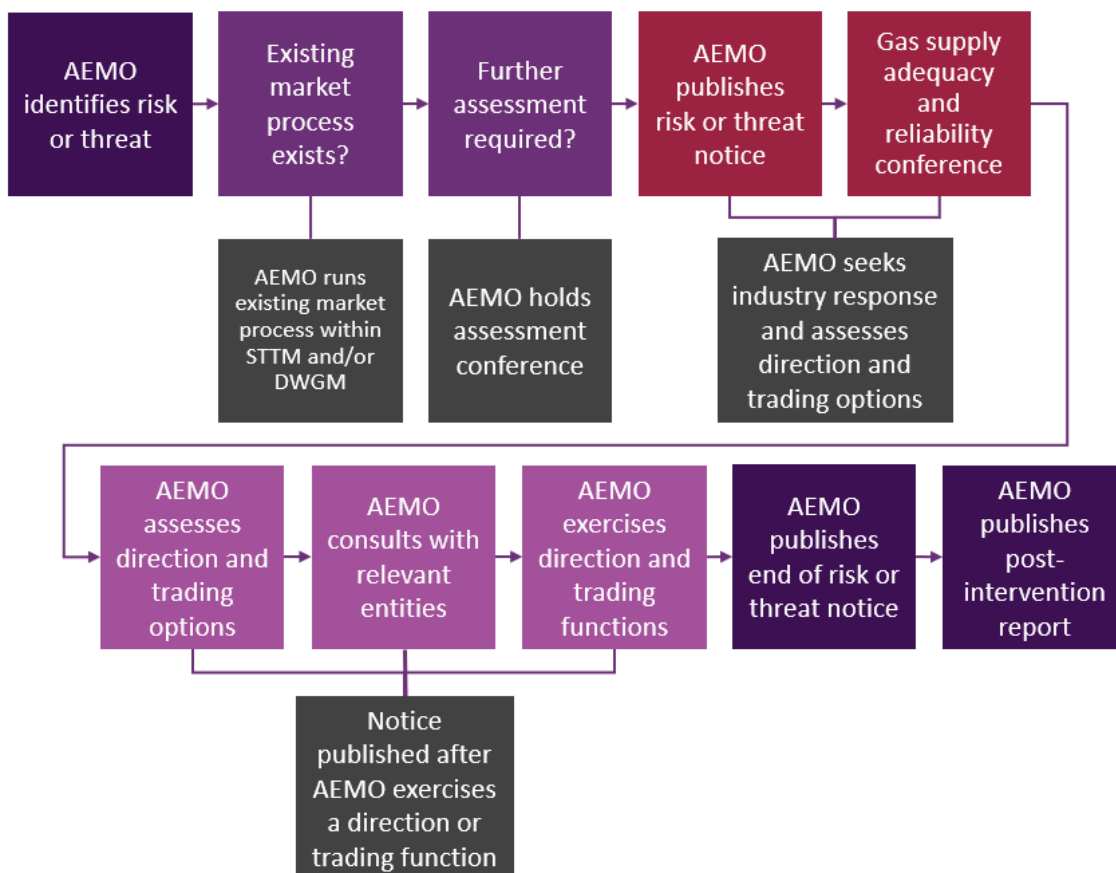 AEMO
identifies risk
or threat
Existing
market
process
exists?
Further
assessment
required?
AEMO
publishes
risk or threat
notice
Gas supply
adequacy
and
reliability
conference
AEMO runs
existing market
process within
STTM and/or
DWGM
AEMO holds
assessment
conference
AEMO seeks
industry response
and assesses
direction and
trading options
AEMO
assesses
direction and
trading
options
AEMO
consults with
relevant
entities
AEMO
exercises
direction and
trading
functions
AEMO
publishes
end of risk or
threat notice
AEMO
publishes
post-
intervention
report
Notice
published after
AEMO exercises
a direction or
trading function